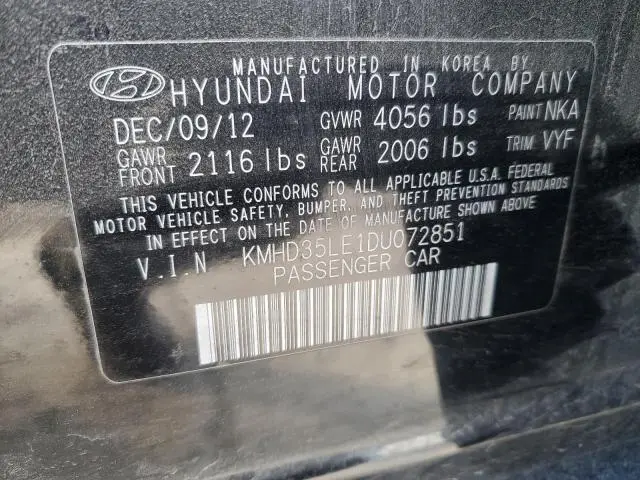 MANUFACTURED IN KOREA BY
HYUNDAI MOTOR COMPANY
DEC/09/12 GVWR 4056 lbs PAINT NKA
GAWR FRONT 2116 lbs GAWR REAR 2006 lbs TRIM VYF
THIS VEHICLE CONFORMS TO ALL APPLICABLE U.S.A. FEDERAL
MOTOR VEHICLE SAFETY, BUMPER, AND THEFT PREVENTION STANDARDS
IN EFFECT ON THE DATE OF MANUFACTURE SHOWN ABOVE
V.I.N KMHD35LE1DU072851
PASSENGER CAR